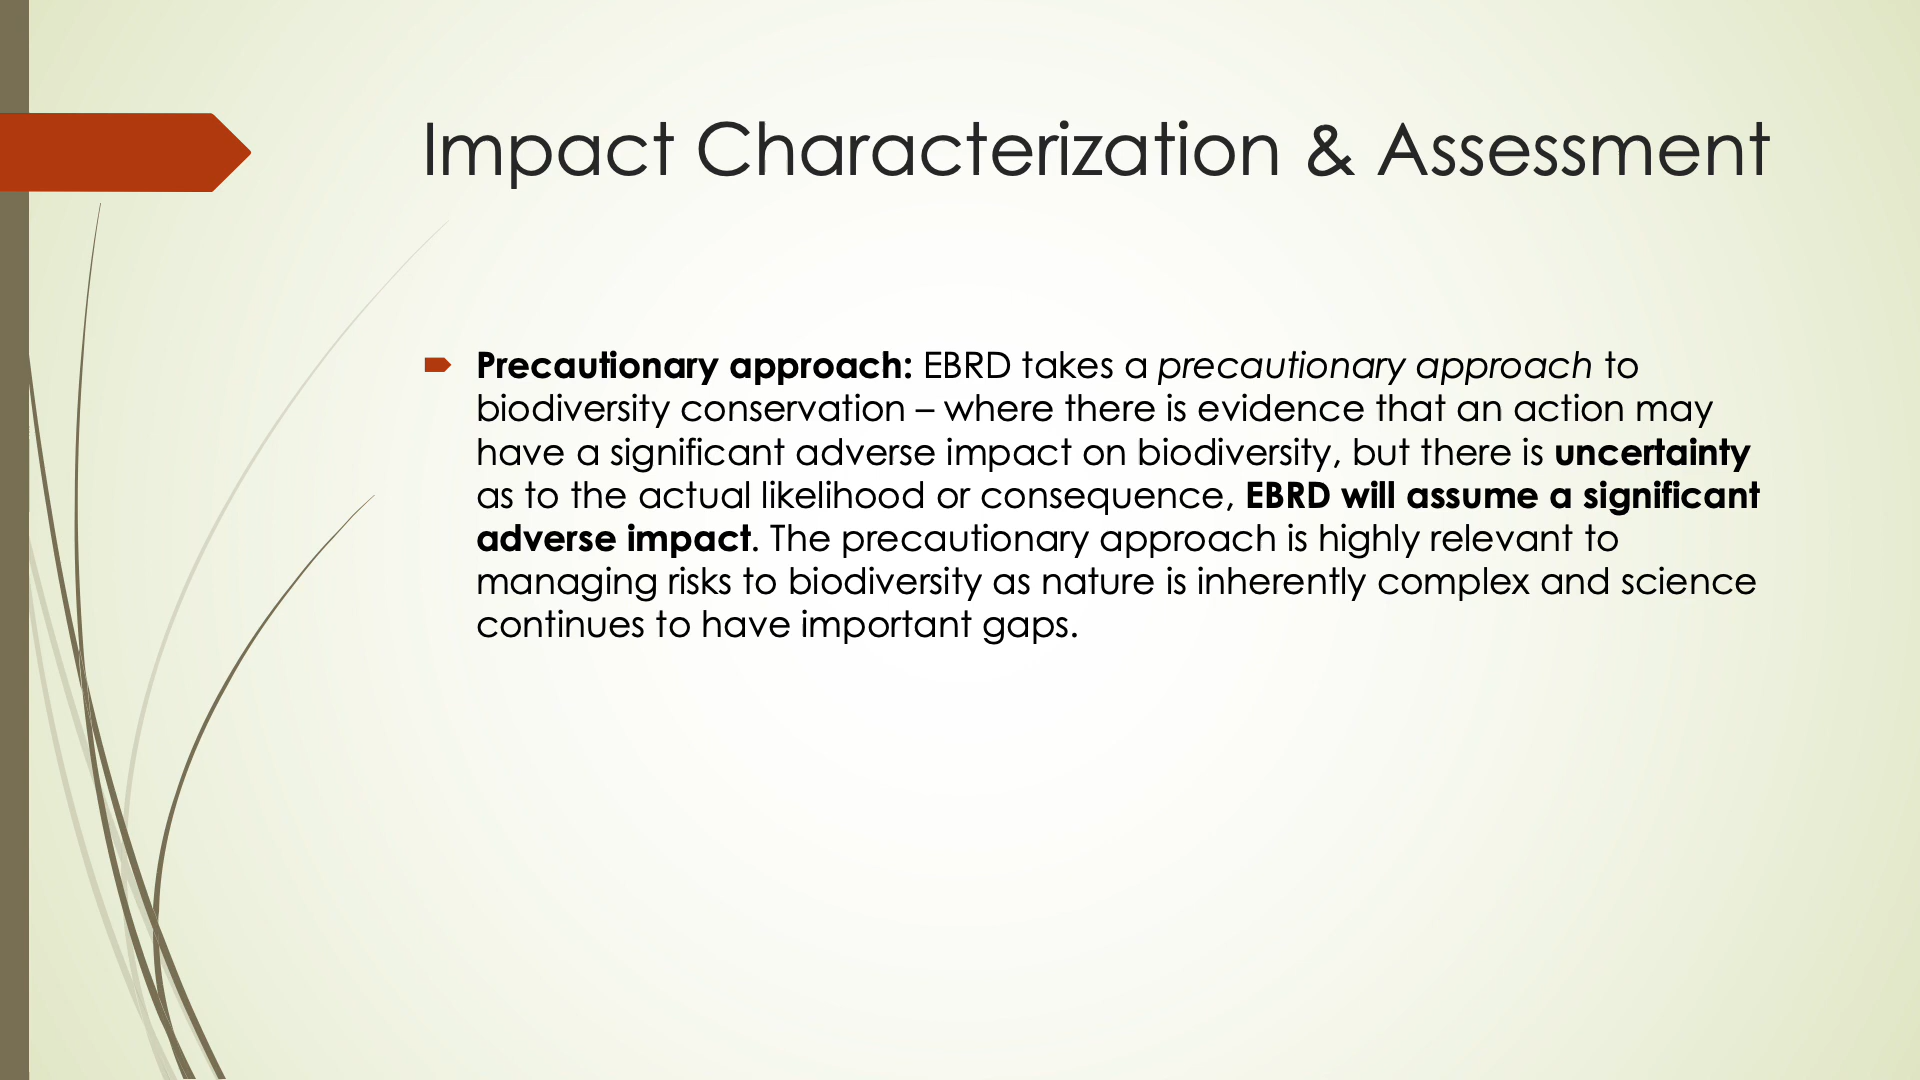 Impact Characterization & Assessment
Precautionary approach: EBRD takes a precautionary approach to
biodiversity conservation – where there is evidence that an action may
have a significant adverse impact on biodiversity, but there is uncertainty
as to the actual likelihood or consequence, EBRD will assume a significant
adverse impact. The precautionary approach is highly relevant to
managing risks to biodiversity as nature is inherently complex and science
continues to have important gaps.